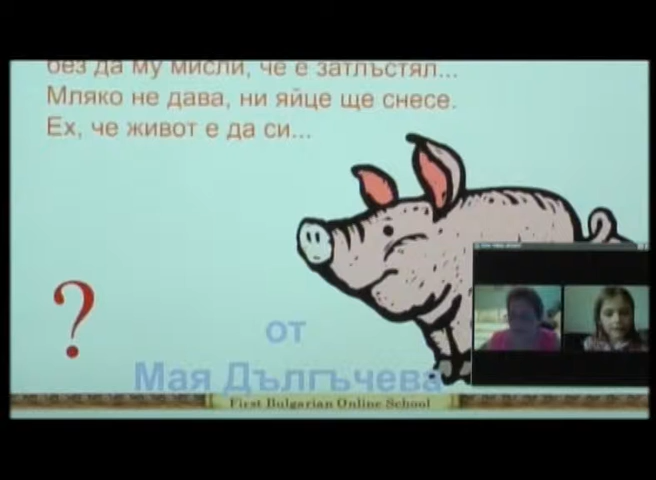 без да му мисли, че е затлъстял...
Мляко не дава, ни яйце ще снесе.
Ех, че живот е да си...
?
от
Мая Дългъчева
First Bulgarian Online School